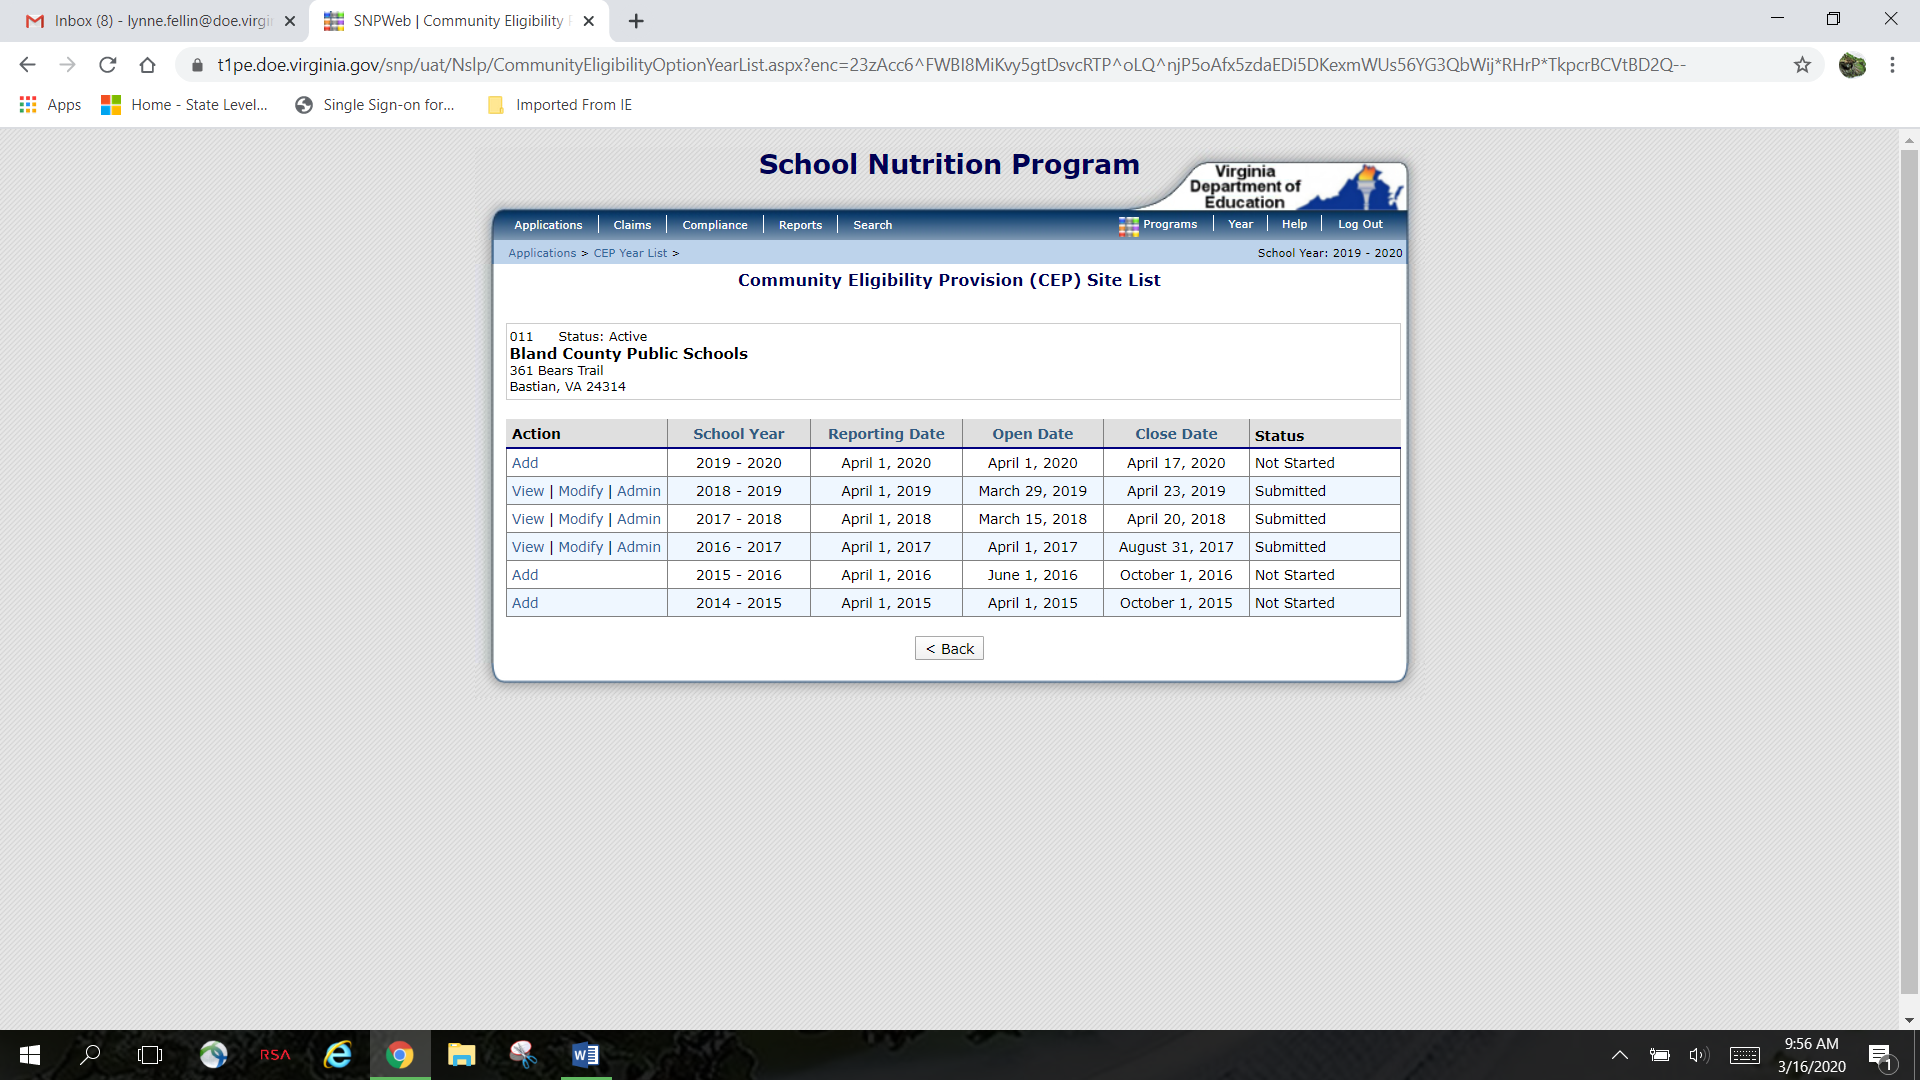 Inbox (8) - lynne.fellin@doe.virgi
SNPWeb | Community Eligibility
t1pe.doe.virginia.gov/snp/uat/Nslp/CommunityEligibilityOptionYearList.aspx?enc=23zAcc6^FWBI8MiKvy5gtDsvcRTP^oLQ^njP5oAfx5zdaEDi5DKexmWUs56YG3QbWij*RHrP*TkpcrBCVtBD2Q--
Apps Home - State Level... Single Sign-on for... Imported From IE
School Nutrition Program
Virginia
Department of
Education
Applications Claims Compliance Reports Search Programs Year Help Log Out
Applications > CEP Year List > School Year: 2019 - 2020
Community Eligibility Provision (CEP) Site List
011 Status: Active
Bland County Public Schools
361 Bears Trail
Bastian, VA 24314
Action School Year Reporting Date Open Date Close Date Status
Add 2019 - 2020 April 1, 2020 April 1, 2020 April 17, 2020 Not Started
View | Modify | Admin 2018 - 2019 April 1, 2019 March 29, 2019 April 23, 2019 Submitted
View | Modify | Admin 2017 - 2018 April 1, 2018 March 15, 2018 April 20, 2018 Submitted
View | Modify | Admin 2016 - 2017 April 1, 2017 April 1, 2017 August 31, 2017 Submitted
Add 2015 - 2016 April 1, 2016 June 1, 2016 October 1, 2016 Not Started
Add 2014 - 2015 April 1, 2015 April 1, 2015 October 1, 2015 Not Started
< Back
RSA
9:56 AM
3/16/2020
1